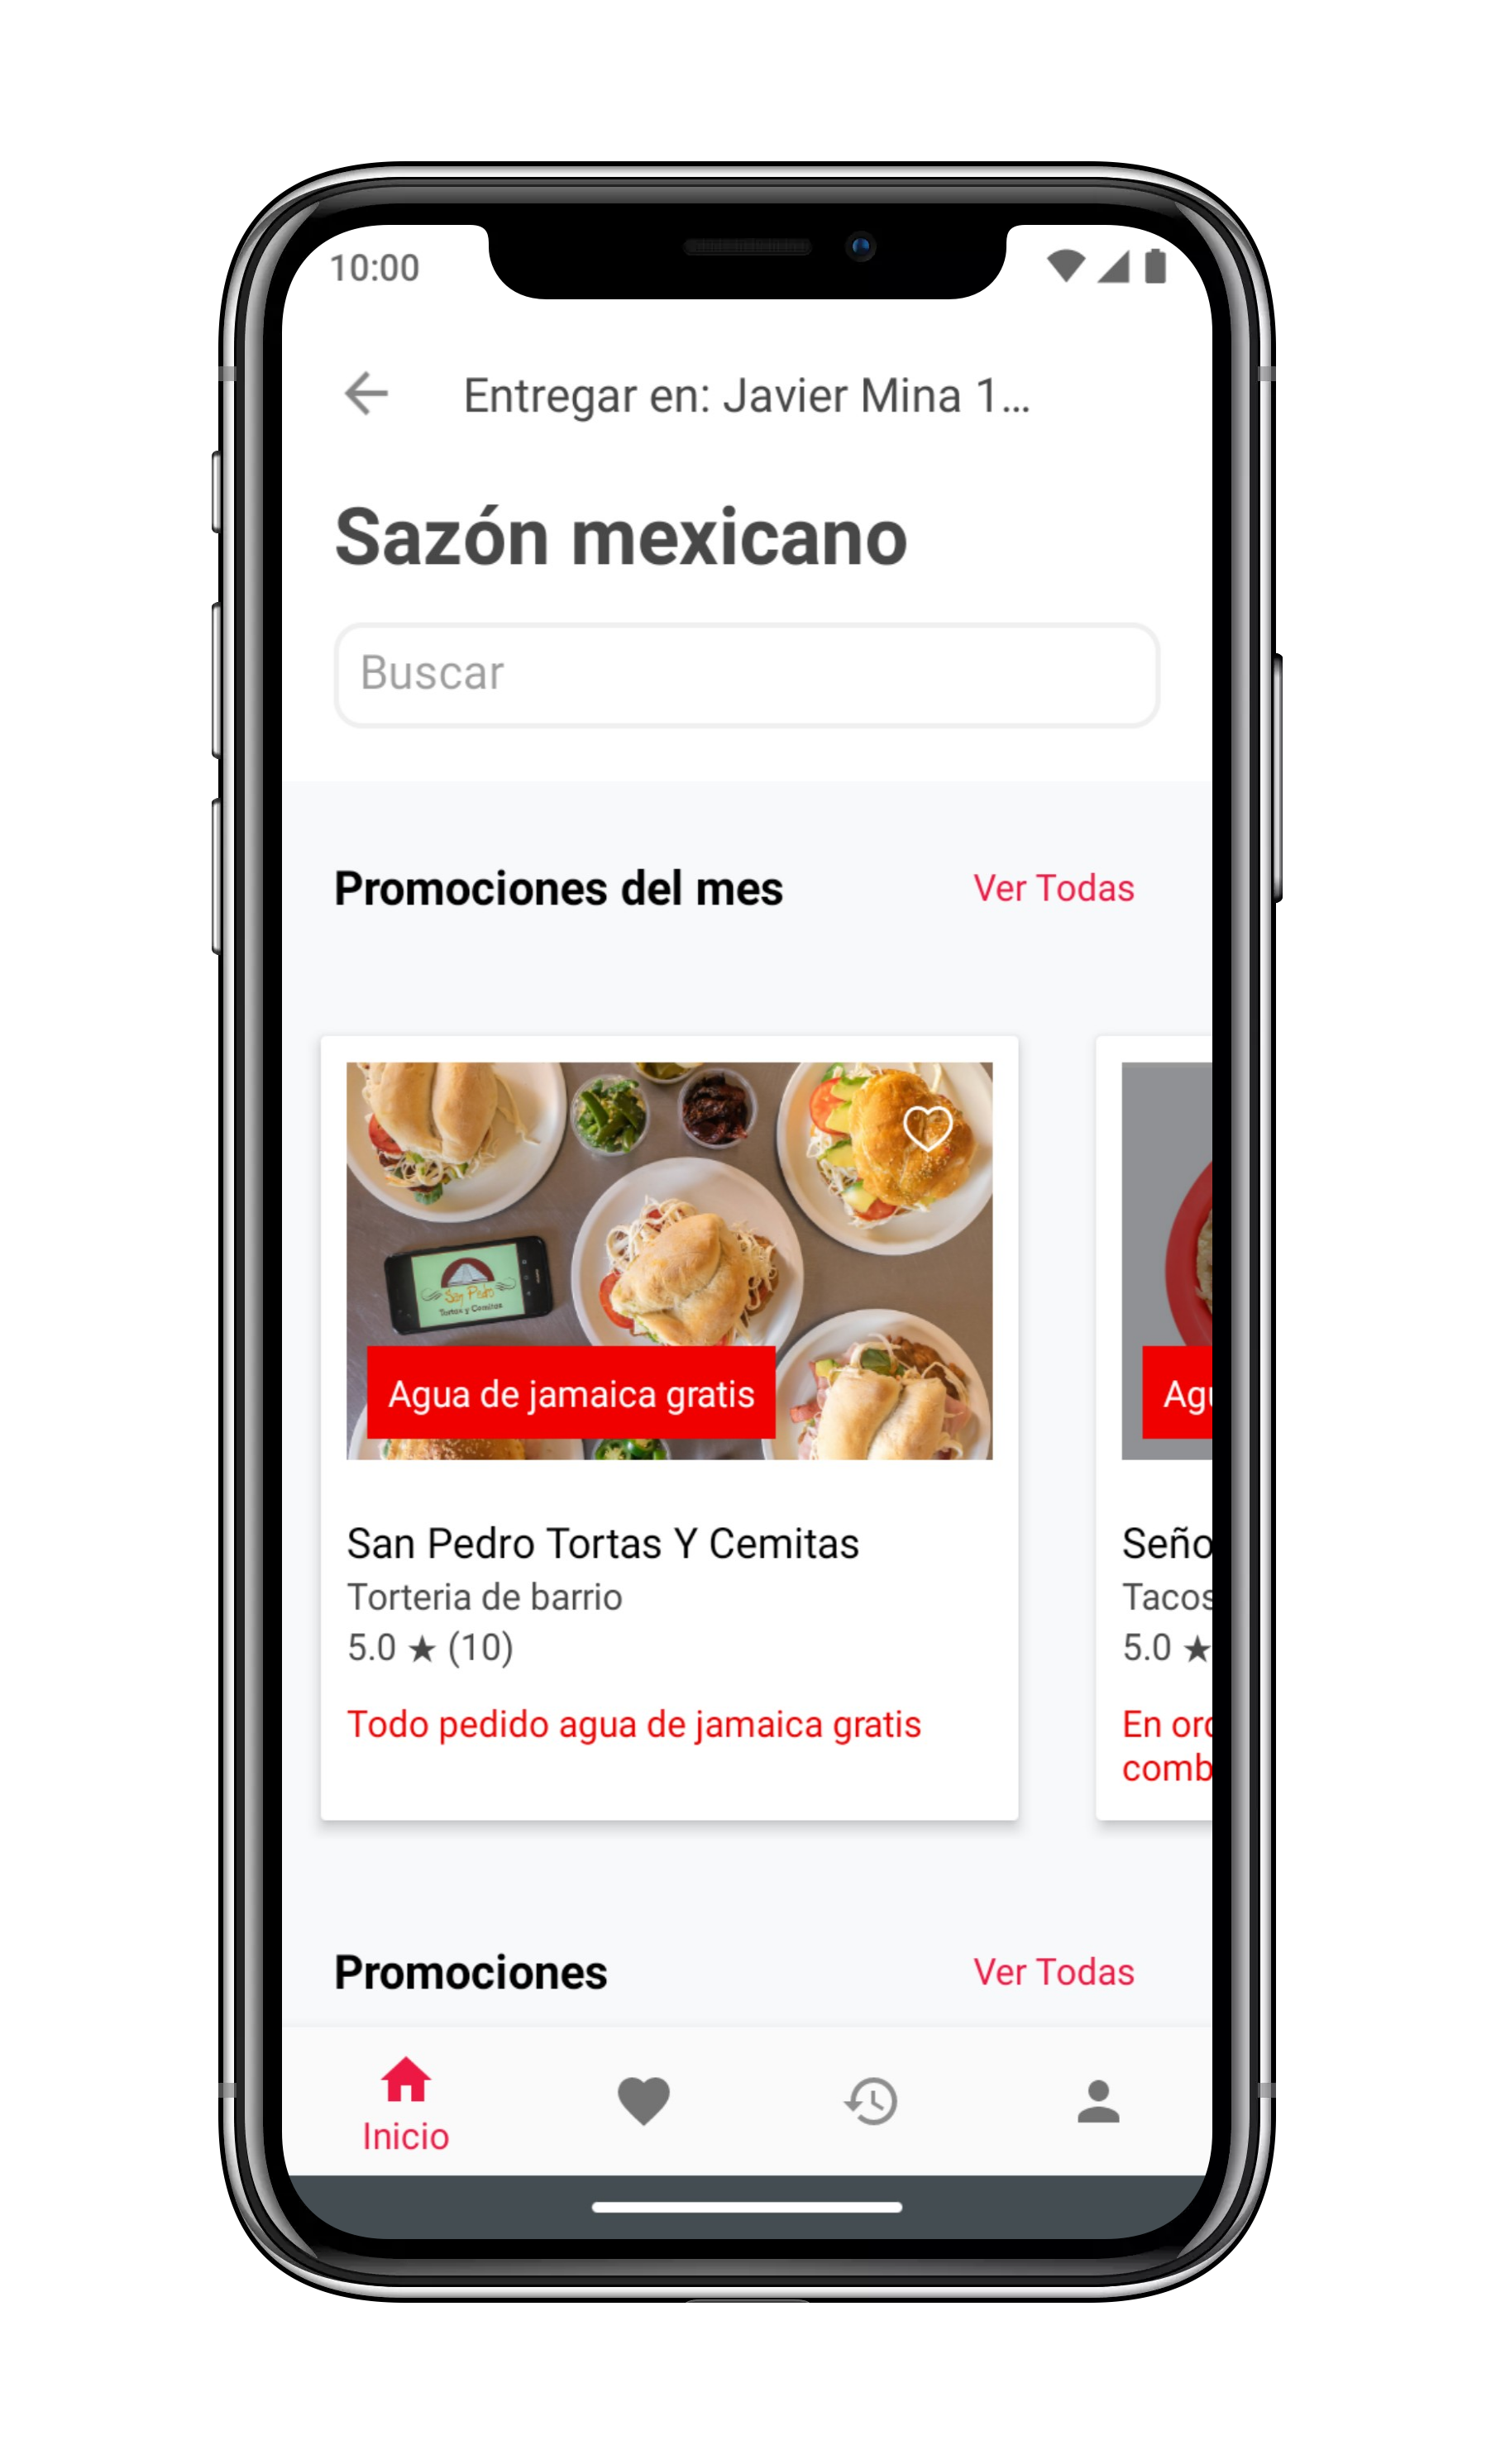 10:00
Entregar en: Javier Mina 1...
Sazón mexicano
Buscar
Promociones del mes
Ver Todas
San Pedro
Tortas y Cemitas
Agua de jamaica gratis
Agu
San Pedro Tortas Y Cemitas
Torteria de barrio
5.0 ★ (10)
Todo pedido agua de jamaica gratis
Seño
Tacos
5.0 ★
En ord
comb
Promociones
Ver Todas
Inicio